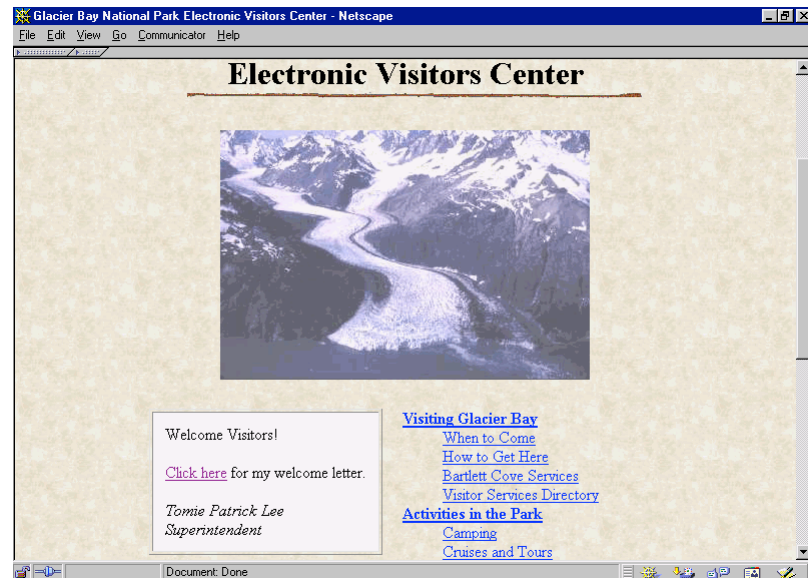 Glacier Bay National Park Electronic Visitors Center - Netscape
File Edit View Go Communicator Help
Electronic Visitors Center
Welcome Visitors!
Click here for my welcome letter.
Tomie Patrick Lee
Superintendent
Visiting Glacier Bay
When to Come
How to Get Here
Bartlett Cove Services
Visitor Services Directory
Activities in the Park
Camping
Cruises and Tours
Document: Done